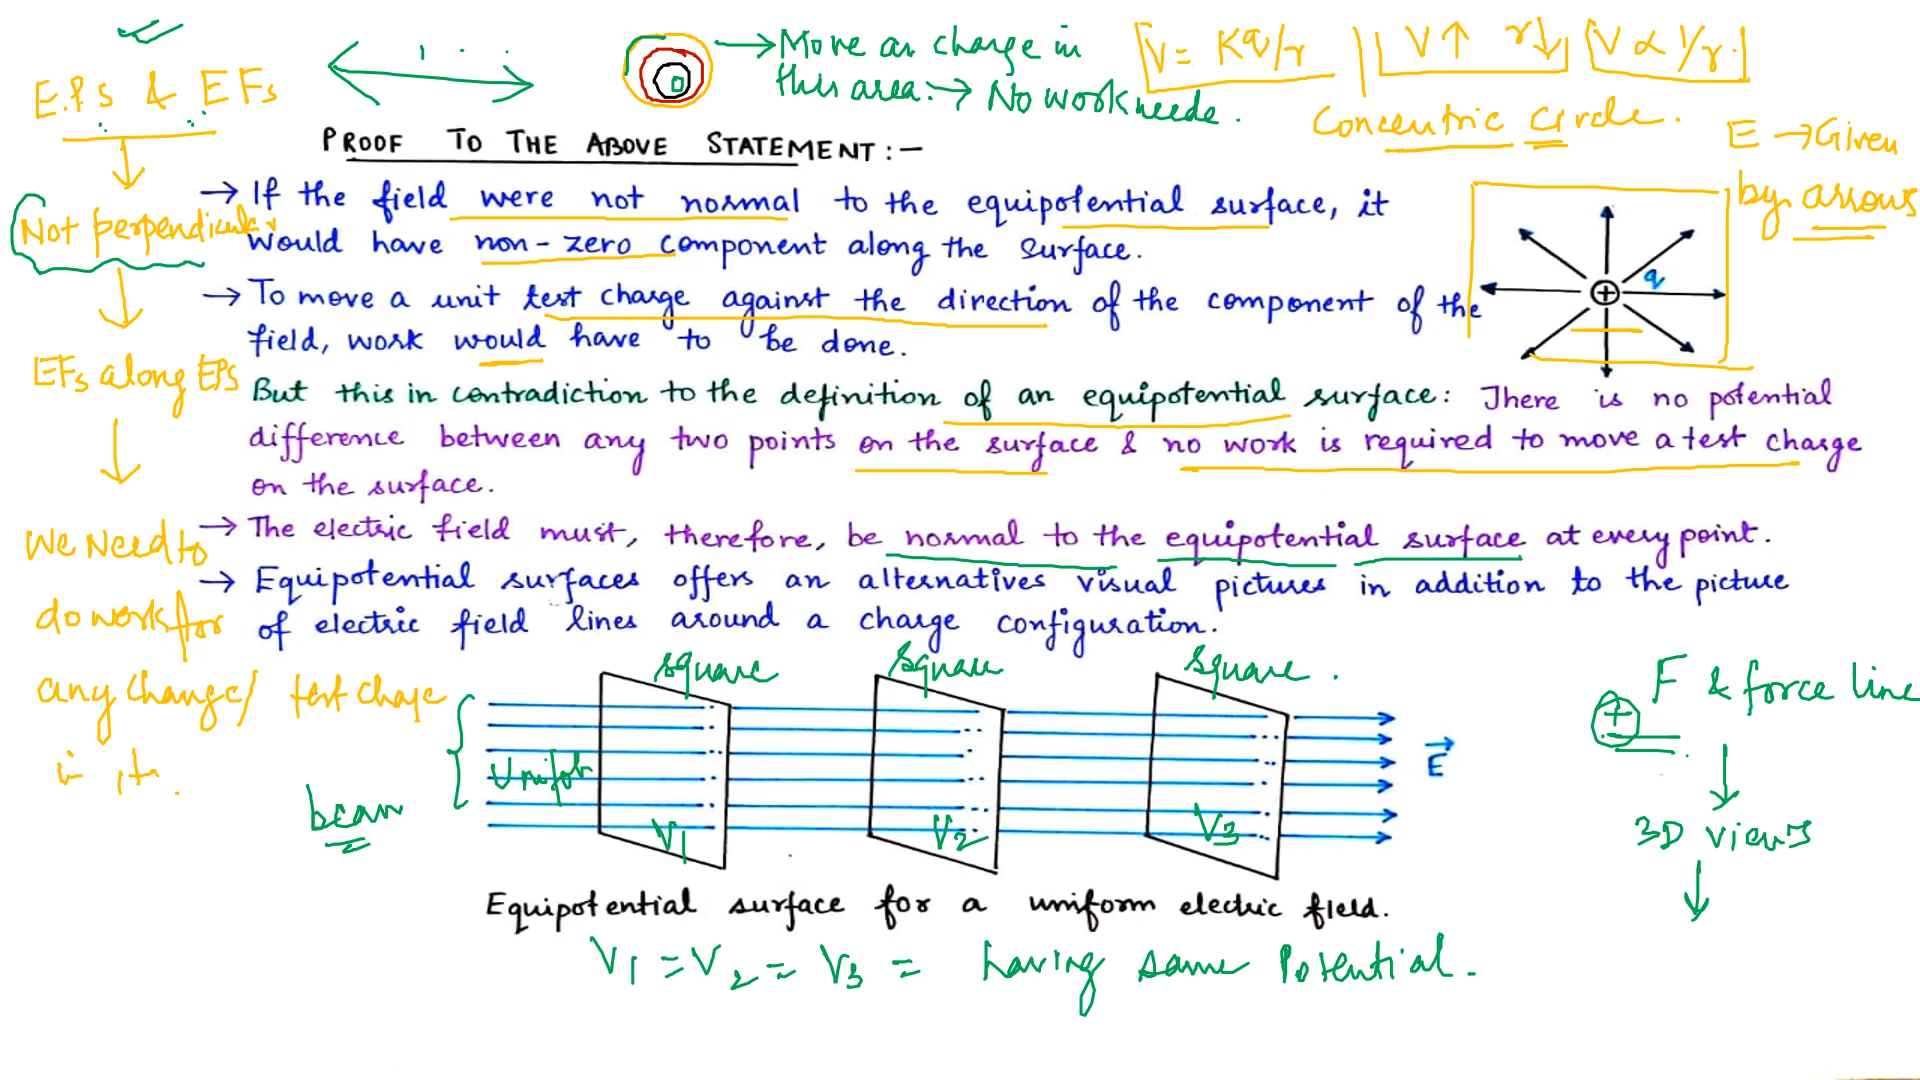 E.P.S & EFs
Not perpendicular
EFs along EPS
We Need to
do work for
any change/ test charge
in it.
→ Move a charge in
this area. → No work neede.
V = Kq/r | V↑ r↓ | V ∝ 1/r.
Concentric Circle.
E → Given
by arrows
q
PROOF TO THE ABOVE STATEMENT:-
→ If the field were not normal to the equipotential surface, it
would have non-zero component along the surface.
→ To move a unit test charge against the direction of the component of the
field, work would have to be done.
But this in contradiction to the definition of an equipotential surface: There is no potential
difference between any two points on the surface & no work is required to move a test charge
on the surface.
→ The electric field must, therefore, be normal to the equipotential surface at every point.
→ Equipotential surfaces offers an alternatives visual pictures in addition to the picture
of electric field lines around a charge configuration.
square square square.
E
V1 V2 V3
beam
Equipotential surface for a uniform electric field.
V1 = V2 = V3 = having same Potential.
+ F & force line
3D views